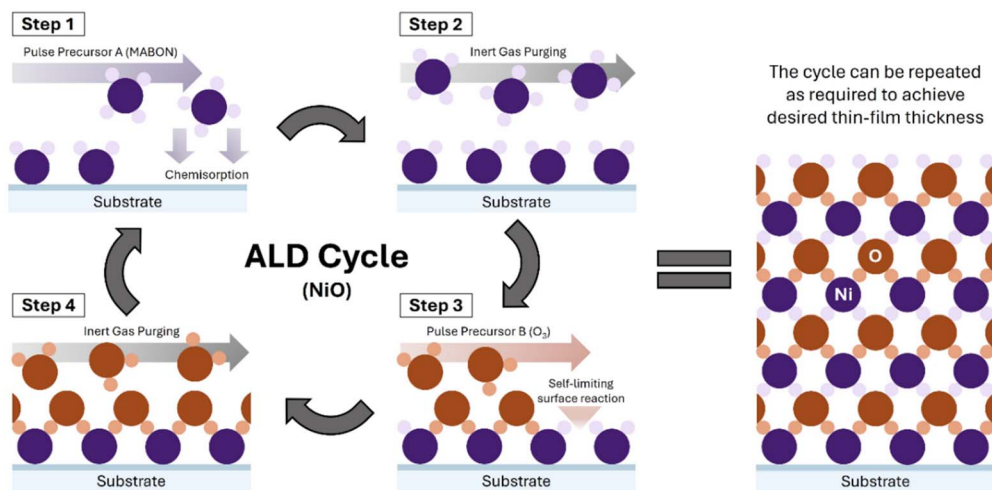 Step 1
Pulse Precursor A (MABON)
Chemisorption
Substrate
Step 2
Inert Gas Purging
Substrate
ALD Cycle
(NiO)
Step 3
Pulse Precursor B (O₃)
Self-limiting
surface reaction
Substrate
Step 4
Inert Gas Purging
Substrate
The cycle can be repeated
as required to achieve
desired thin-film thickness
O
Ni
Substrate